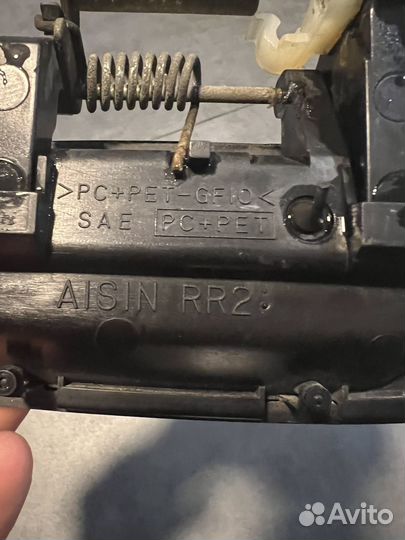 >PC+PET-GF10<
SAE PC+PET
AISIN RR2:
Avito